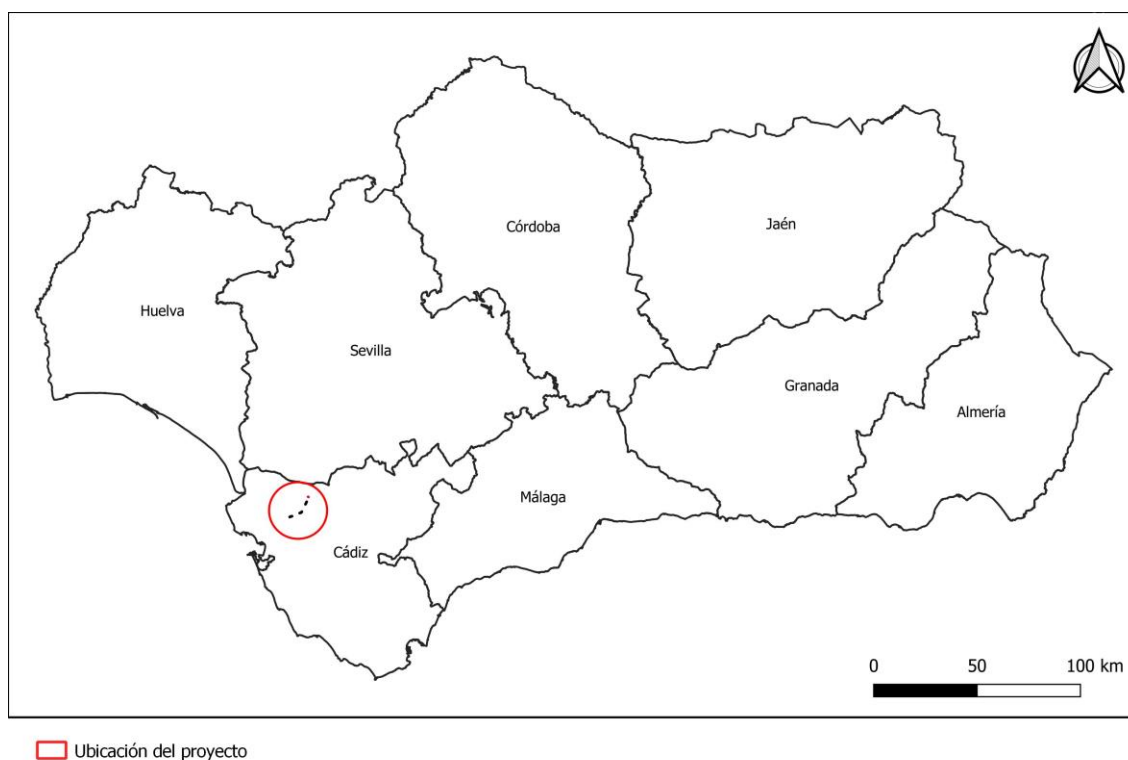 Córdoba
Jaén
Huelva
Sevilla
Granada
Almería
Málaga
Cádiz
0 50 100 km
Ubicación del proyecto